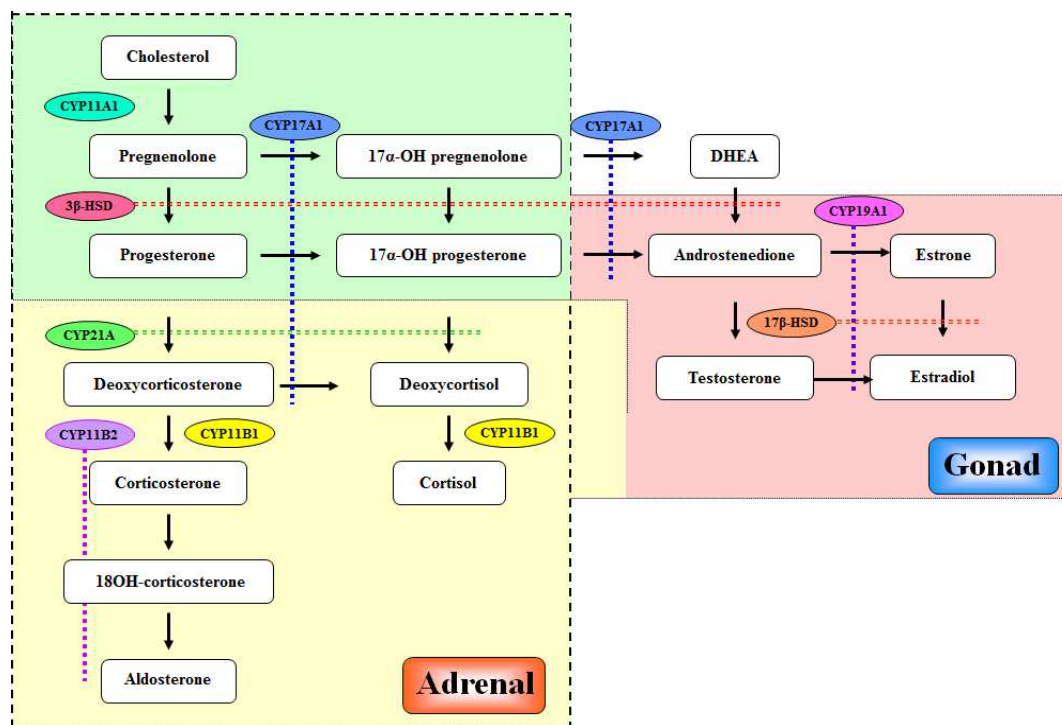 Cholesterol
CYP11A1
CYP17A1
CYP17A1
Pregnenolone
17α-OH pregnenolone
DHEA
3β-HSD
CYP19A1
Progesterone
17α-OH progesterone
Androstenedione
Estrone
CYP21A
17β-HSD
Deoxycorticosterone
Deoxycortisol
Testosterone
Estradiol
CYP11B2
CYP11B1
CYP11B1
Gonad
Corticosterone
Cortisol
18OH-corticosterone
Aldosterone
Adrenal